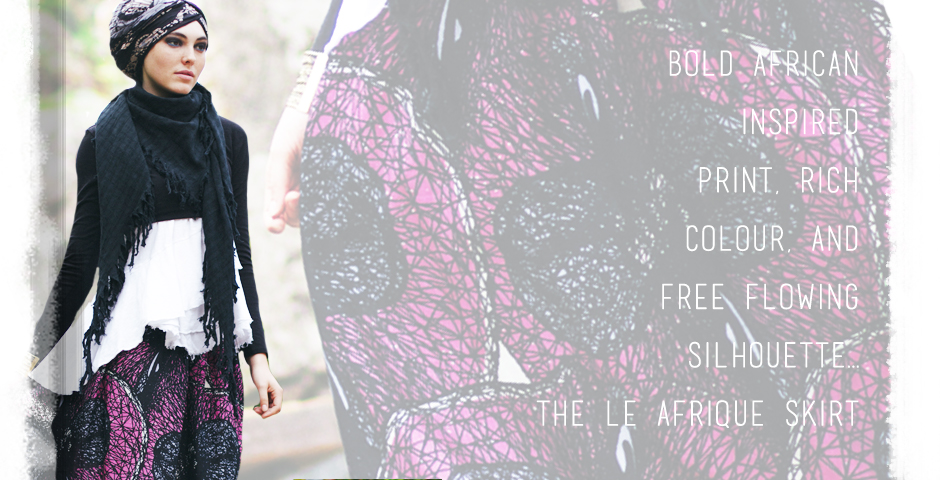 BOLD AFRICAN
INSPIRED
PRINT, RICH
COLOUR, AND
FREE FLOWING
SILHOUETTE...
THE LE AFRIQUE SKIRT